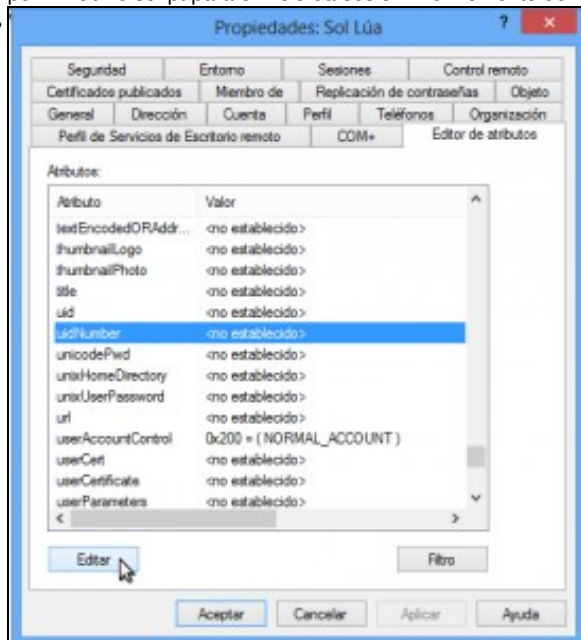 Propiedades: Sol Lúa
?
Seguridad Entorno Sesiones Control remoto
Certificados publicados Miembro de Replicación de contraseñas Objeto
General Dirección Cuenta Perfil Teléfonos Organización
Perfil de Servicios de Escritorio remoto COM+ Editor de atributos
Atributos:
Atributo Valor
textEncodedORAddr... <no establecido>
thumbnailLogo <no establecido>
thumbnailPhoto <no establecido>
title <no establecido>
uid <no establecido>
uidNumber <no establecido>
unicodePwd <no establecido>
unixHomeDirectory <no establecido>
unixUserPassword <no establecido>
url <no establecido>
userAccountControl 0x200 = ( NORMAL_ACCOUNT )
userCert <no establecido>
userCertificate <no establecido>
userParameters <no establecido>
Editar Filtro
Aceptar Cancelar Aplicar Ayuda